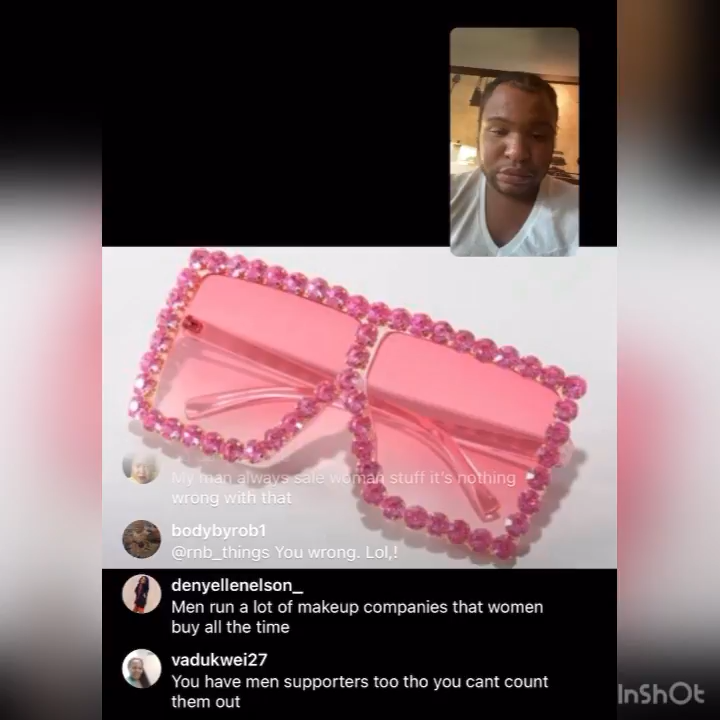 My man always sale woman stuff it's nothing
wrong with that
bodybyrob1
@rnb_things You wrong. Lol,!
denyellenelson_
Men run a lot of makeup companies that women
buy all the time
vadukwei27
You have men supporters too tho you cant count
them out
InShOt